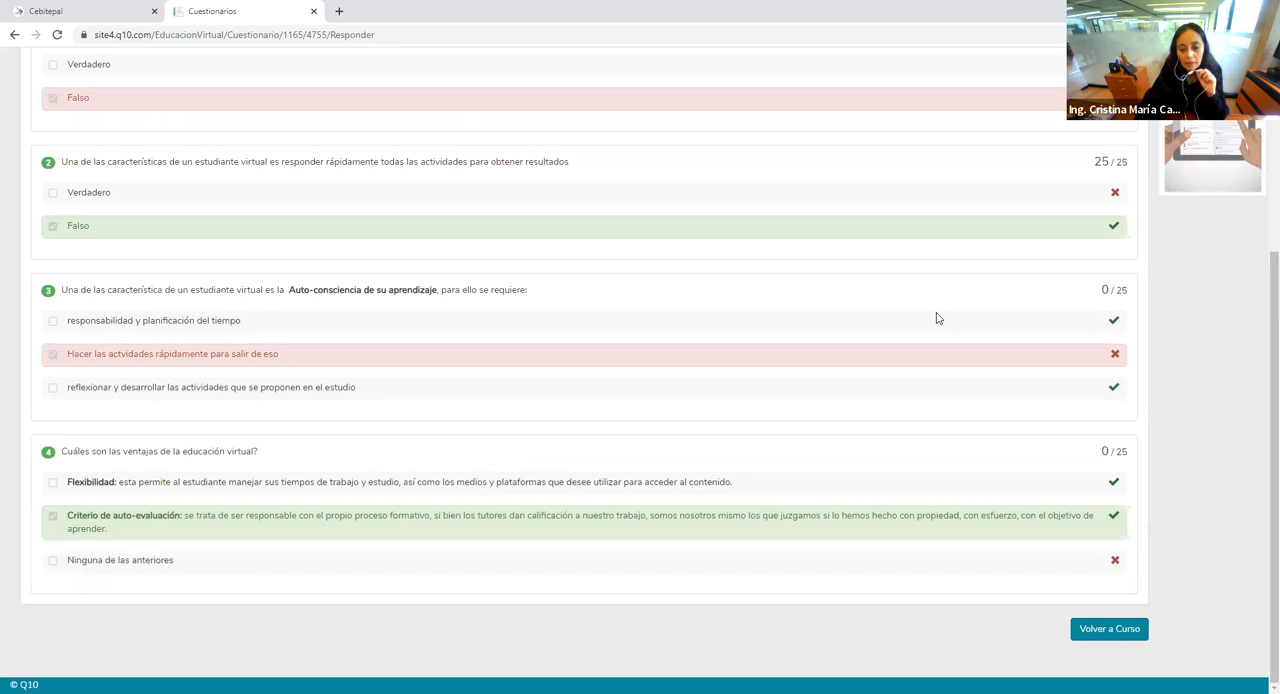 Cebitepal
Cuestionarios
site4.q10.com/EducacionVirtual/Cuestionario/1165/4755/Responder
Ing. Cristina María Ca...
Verdadero
Falso
2 Una de las características de un estudiante virtual es responder rápidamente todas las actividades para obtener puntos
25 / 25
Verdadero
Falso
3 Una de las característica de un estudiante virtual es la Auto-consciencia de su aprendizaje, para ello se requiere:
0 / 25
responsabilidad y planificación del tiempo
Hacer las actvidades rápidamente para salir de eso
reflexionar y desarrollar las actividades que se proponen en el estudio
4 Cuáles son las ventajas de la educación virtual?
0 / 25
Flexibilidad: esta permite al estudiante manejar sus tiempos de trabajo y estudio, así como los medios y plataformas que desee utilizar para acceder al contenido.
Criterio de auto-evaluación: se trata de ser responsable con el propio proceso formativo, si bien los tutores dan calificación a nuestro trabajo, somos nosotros mismo los que juzgamos si lo hemos hecho con propiedad, con esfuerzo, con el objetivo de
aprender.
Ninguna de las anteriores
Volver a Curso
© Q10